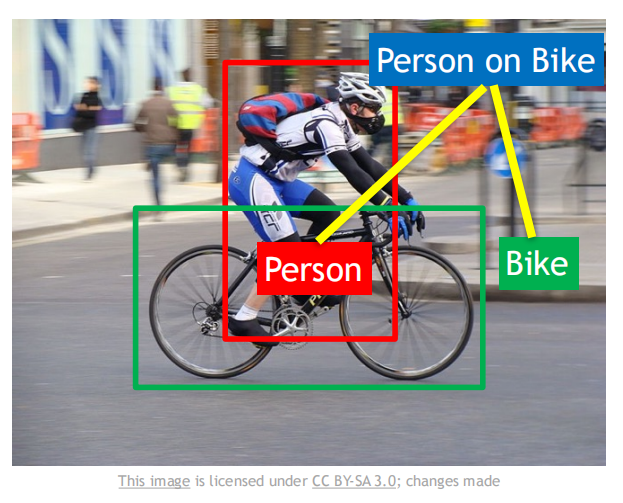 Person on Bike
Person
Bike
This image is licensed under CC BY-SA 3.0; changes made